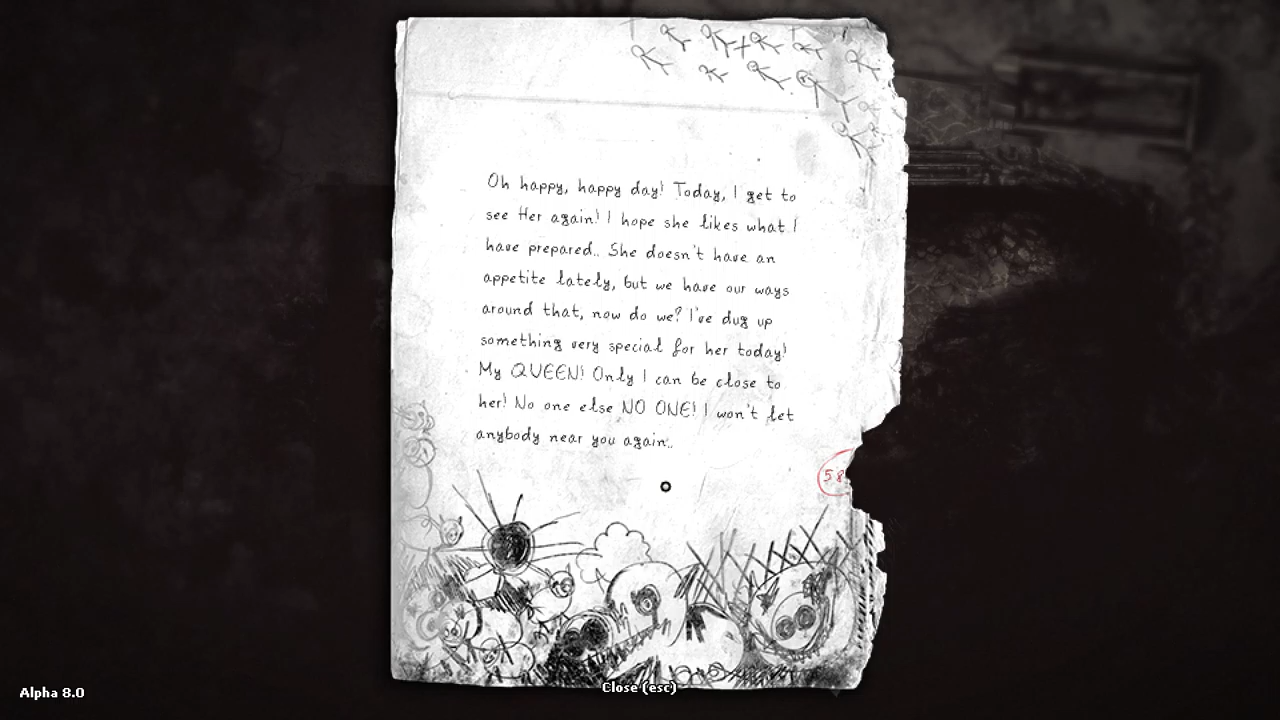 Oh happy, happy day! Today, I get to
see Her again! I hope she likes what I
have prepared.. She doesn't have an
appetite lately, but we have our ways
around that, now do we? I've dug up
something very special for her today!
My QUEEN! Only I can be close to
her! No one else NO ONE! I won't let
anybody near you again..
58
Close (esc)
Alpha 8.0